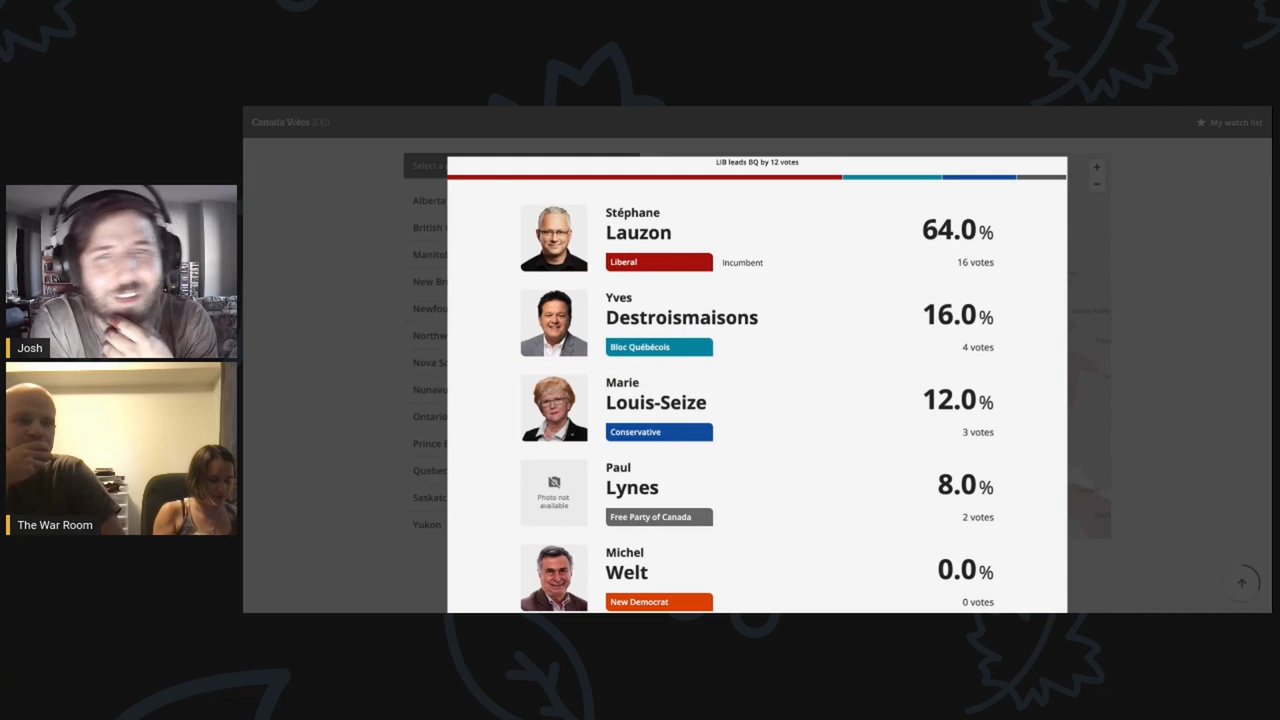 Canada Votes 2021
My watch list
Select a
LIB leads BQ by 12 votes
+
−
Alberta
British
Manito
New Br
Newfou
Northw
Nova Sc
Nunavu
Ontario
Prince E
Quebec
Saskatc
Yukon
Stéphane
Lauzon
Liberal
Incumbent
64.0%
16 votes
Yves
Destroismaisons
Bloc Québécois
16.0%
4 votes
Marie
Louis-Seize
Conservative
12.0%
3 votes
Photo not
available
Paul
Lynes
Free Party of Canada
8.0%
2 votes
Michel
Welt
New Democrat
0.0%
0 votes
Josh
The War Room